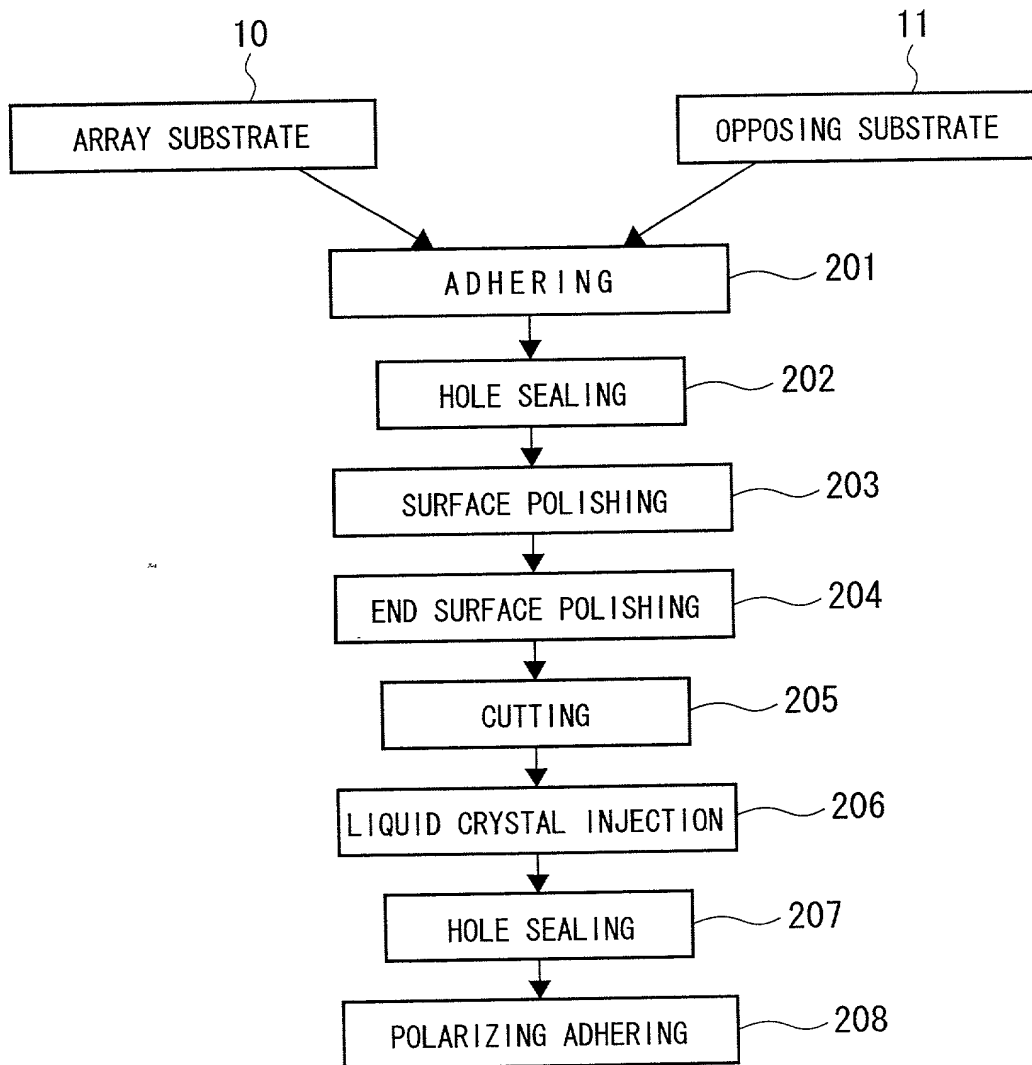 10
11
ARRAY SUBSTRATE
OPPOSING SUBSTRATE
ADHERING
201
HOLE SEALING
202
SURFACE POLISHING
203
END SURFACE POLISHING
204
CUTTING
205
LIQUID CRYSTAL INJECTION
206
HOLE SEALING
207
POLARIZING ADHERING
208